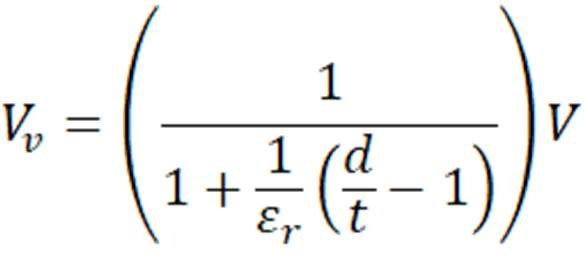 V_v = ( 1 / ( 1 + 1/ε_r ( d/t − 1 ) ) ) V